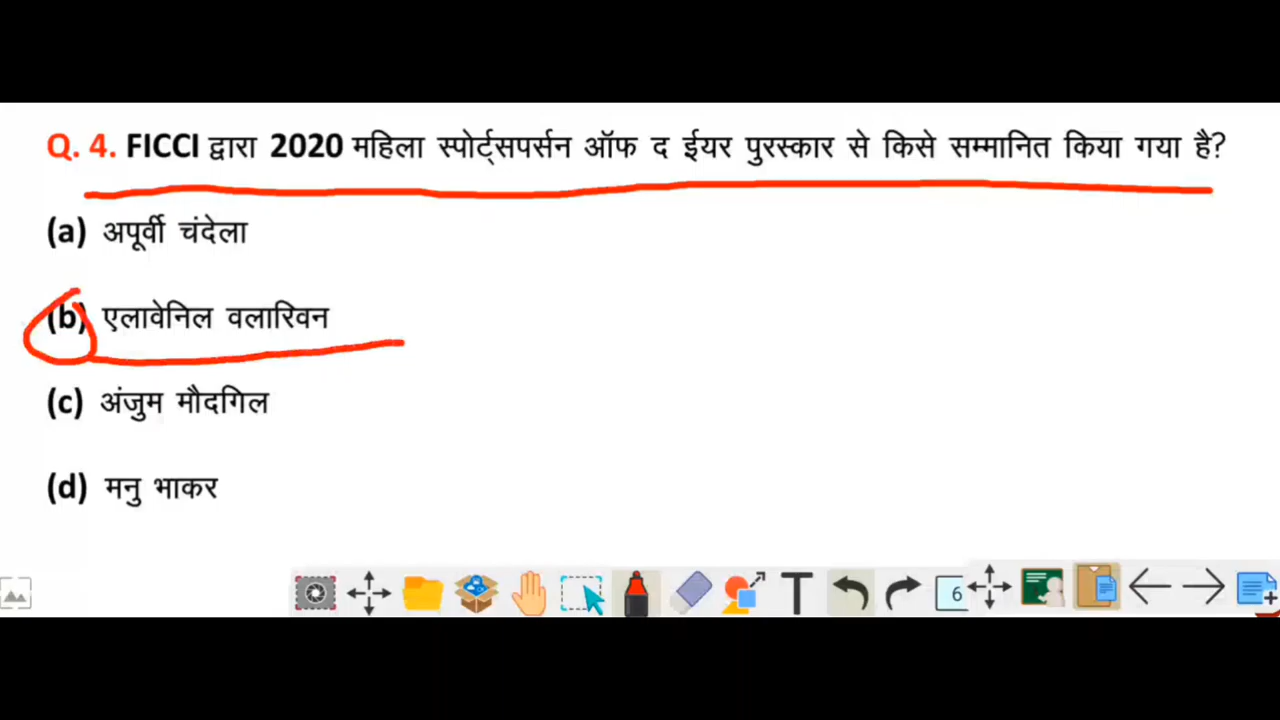 Q. 4. FICCI द्वारा 2020 महिला स्पोर्ट्सपर्सन ऑफ द ईयर पुरस्कार से किसे सम्मानित किया गया है?
(a) अपूर्वी चंदेला
(b) एलावेनिल वलारिवन
(c) अंजुम मौदगिल
(d) मनु भाकर
T
6